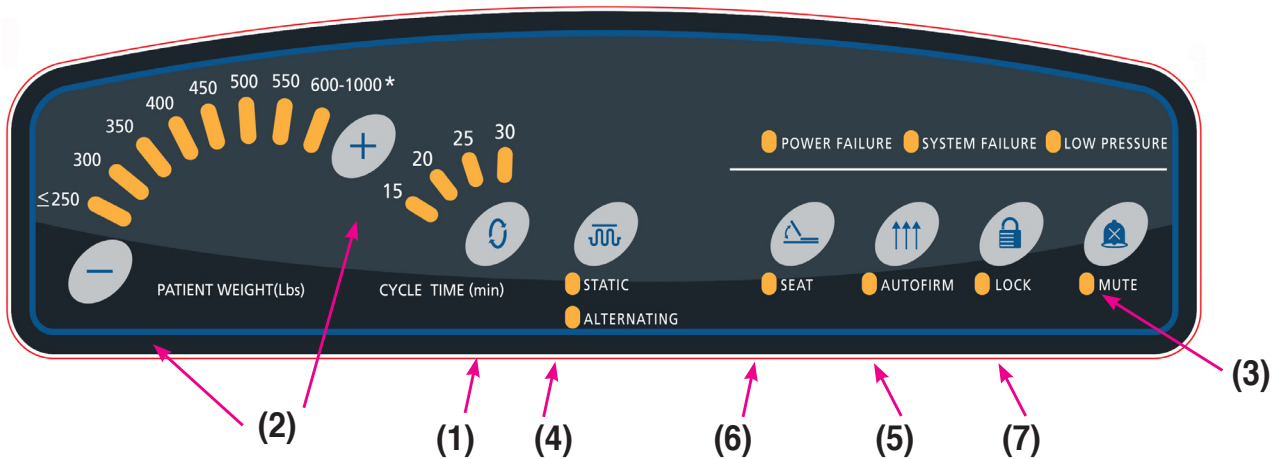 ≤250
300
350
400
450
500
550
600-1000*
+
−
PATIENT WEIGHT(Lbs)
15
20
25
30
CYCLE TIME (min)
STATIC
ALTERNATING
POWER FAILURE SYSTEM FAILURE LOW PRESSURE
SEAT AUTOFIRM LOCK MUTE
(2) (1) (4) (6) (5) (7) (3)